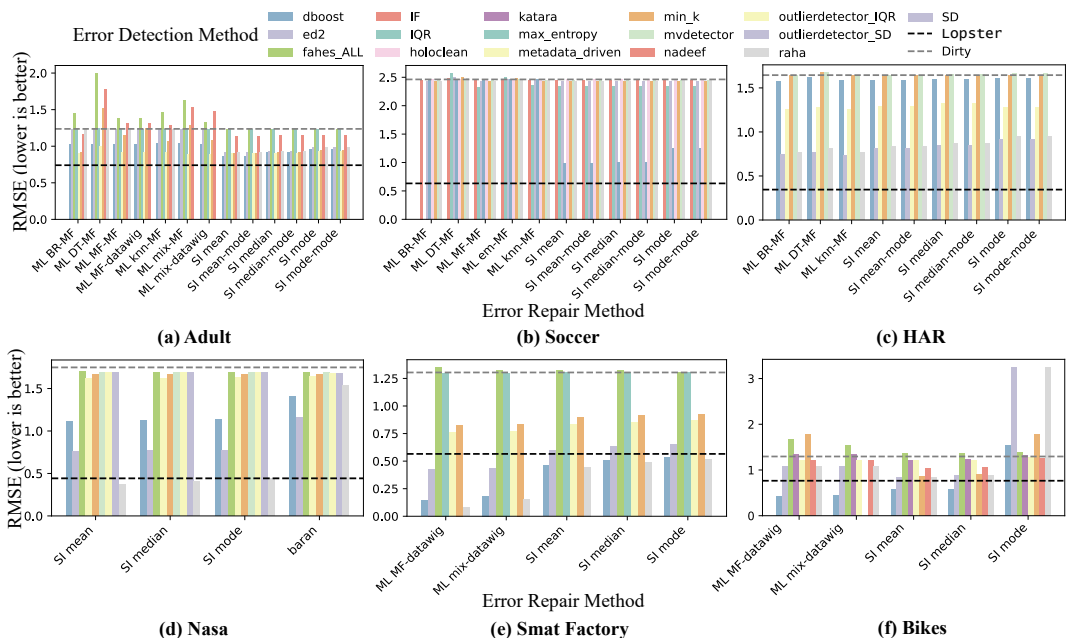 Error Detection Method
dboost IF katara min_k outlierdetector_IQR SD
ed2 IQR max_entropy mvdetector outlierdetector_SD Lopster
fahes_ALL holoclean metadata_driven nadeef raha Dirty
RMSE (lower is better)
2.0
1.5
1.0
0.5
0.0
ML BR-MF
ML DT-MF
ML MF-MF
ML MF-datawig
ML knn-MF
ML mix-MF
ML mix-datawig
SI mean
SI mean-mode
SI median
SI median-mode
SI mode
SI mode-mode
(a) Adult
2.5
2.0
1.5
1.0
0.5
0.0
ML BR-MF
ML DT-MF
ML MF-MF
ML em-MF
ML knn-MF
SI mean
SI mean-mode
SI median
SI median-mode
SI mode
SI mode-mode
Error Repair Method
(b) Soccer
1.5
1.0
0.5
0.0
ML BR-MF
ML DT-MF
ML knn-MF
SI mean
SI mean-mode
SI median
SI median-mode
SI mode
SI mode-mode
(c) HAR
RMSE (lower is better)
1.5
1.0
0.5
0.0
SI mean
SI median
SI mode
baran
(d) Nasa
1.25
1.00
0.75
0.50
0.25
0.00
ML MF-datawig
ML mix-datawig
SI mean
SI median
SI mode
Error Repair Method
(e) Smat Factory
3
2
1
0
ML MF-datawig
ML mix-datawig
SI mean
SI median
SI mode
(f) Bikes